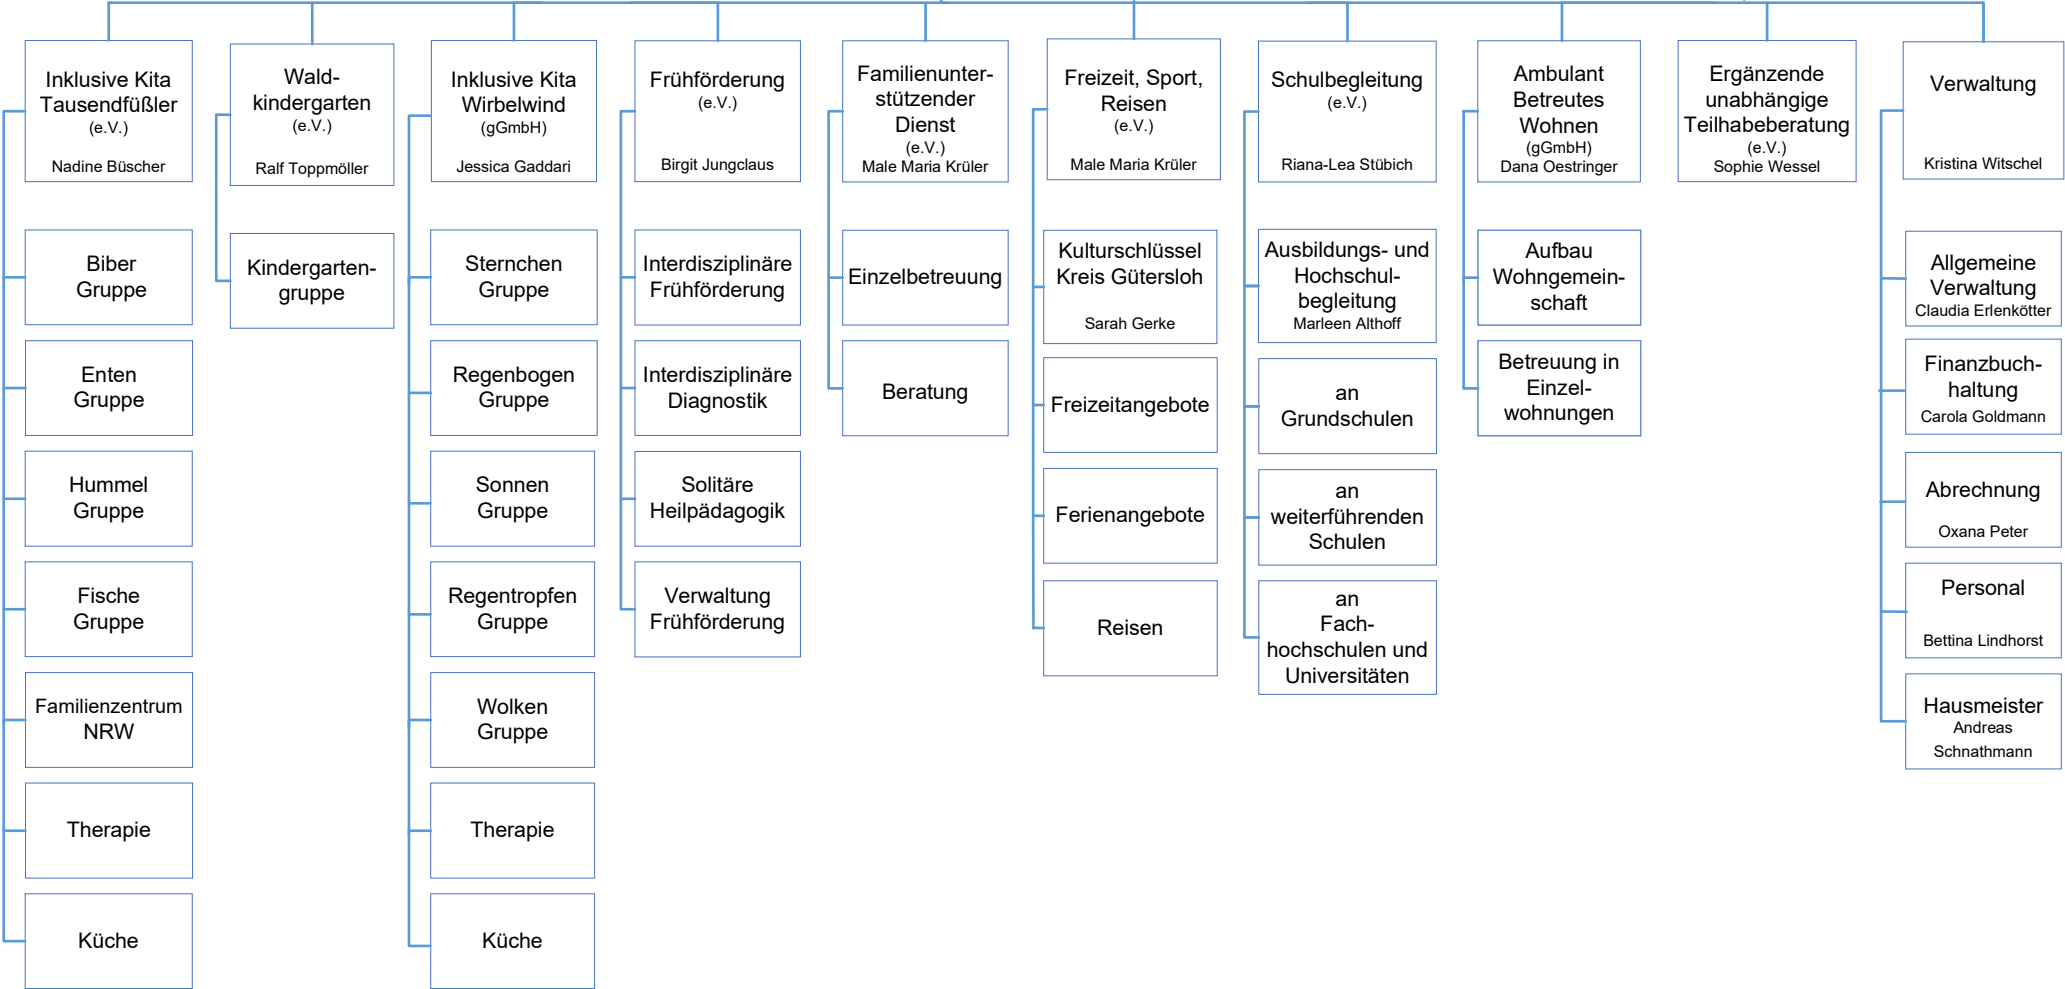 Inklusive Kita
Tausendfüßler
(e.V.)
Nadine Büscher
Biber
Gruppe
Enten
Gruppe
Hummel
Gruppe
Fische
Gruppe
Familienzentrum
NRW
Therapie
Küche
Wald-
kindergarten
(e.V.)
Ralf Toppmöller
Kindergarten-
gruppe
Inklusive Kita
Wirbelwind
(gGmbH)
Jessica Gaddari
Sternchen
Gruppe
Regenbogen
Gruppe
Sonnen
Gruppe
Regentropfen
Gruppe
Wolken
Gruppe
Therapie
Küche
Frühförderung
(e.V.)
Birgit Jungclaus
Interdisziplinäre
Frühförderung
Interdisziplinäre
Diagnostik
Solitäre
Heilpädagogik
Verwaltung
Frühförderung
Familienunter-
stützender
Dienst
(e.V.)
Male Maria Krüler
Einzelbetreuung
Beratung
Freizeit, Sport,
Reisen
(e.V.)
Male Maria Krüler
Kulturschlüssel
Kreis Gütersloh
Sarah Gerke
Freizeitangebote
Ferienangebote
Reisen
Schulbegleitung
(e.V.)
Riana-Lea Stübich
Ausbildungs- und
Hochschul-
begleitung
Marleen Althoff
an
Grundschulen
an
weiterführenden
Schulen
an
Fach-
hochschulen und
Universitäten
Ambulant
Betreutes
Wohnen
(gGmbH)
Dana Oestringer
Aufbau
Wohngemein-
schaft
Betreuung in
Einzel-
wohnungen
Ergänzende
unabhängige
Teilhabeberatung
(e.V.)
Sophie Wessel
Verwaltung
Kristina Witschel
Allgemeine
Verwaltung
Claudia Erlenkötter
Finanzbuch-
haltung
Carola Goldmann
Abrechnung
Oxana Peter
Personal
Bettina Lindhorst
Hausmeister
Andreas
Schnathmann